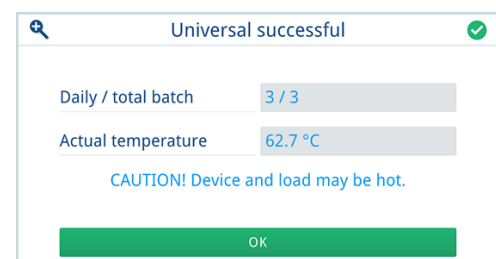 Universal successful
Daily / total batch 3 / 3
Actual temperature 62.7 °C
CAUTION! Device and load may be hot.
OK